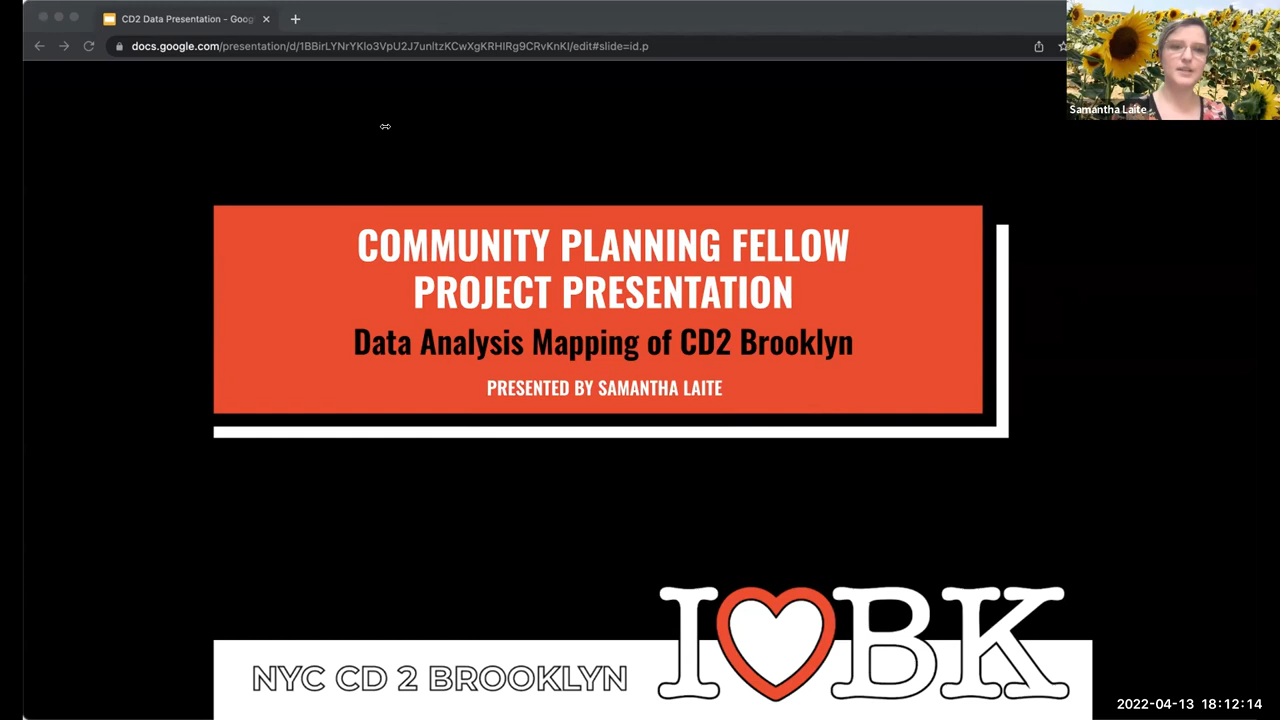 CD2 Data Presentation - Goog
docs.google.com/presentation/d/1BBirLYNrYKlo3VpU2J7unltzKCwXgKRHIRg9CRvKnKI/edit#slide=id.p
Samantha Laite
COMMUNITY PLANNING FELLOW
PROJECT PRESENTATION
Data Analysis Mapping of CD2 Brooklyn
PRESENTED BY SAMANTHA LAITE
I BK
NYC CD 2 BROOKLYN
2022-04-13 18:12:14